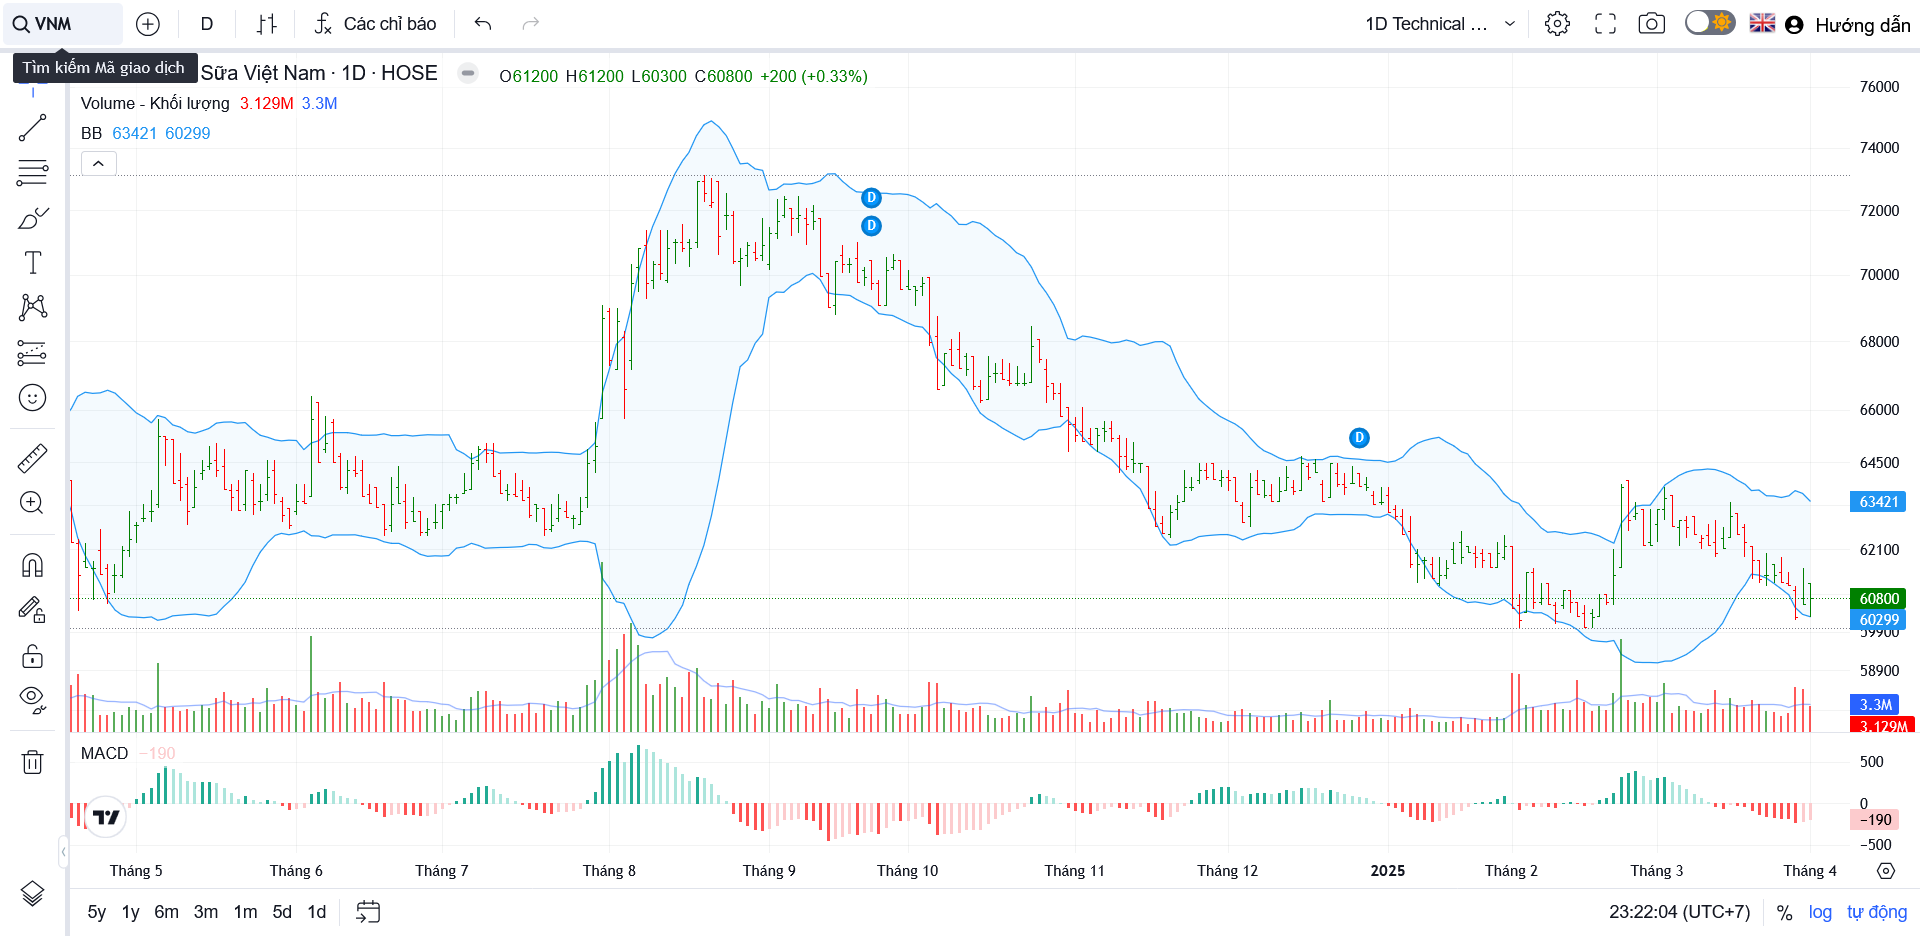 VNM
D
Các chỉ báo
1D Technical ...
Hướng dẫn
Tìm kiếm Mã giao dịch
Sữa Việt Nam · 1D · HOSE
O61200 H61200 L60300 C60800 +200 (+0.33%)
Volume - Khối lượng 3.129M 3.3M
BB 63421 60299
D
D
D
76000
74000
72000
70000
68000
66000
64500
63421
62100
60800
60299
59900
58900
3.3M
3.129M
MACD −190
500
0
−190
−500
Tháng 5 Tháng 6 Tháng 7 Tháng 8 Tháng 9 Tháng 10 Tháng 11 Tháng 12 2025 Tháng 2 Tháng 3 Tháng 4
5y 1y 6m 3m 1m 5d 1d
23:22:04 (UTC+7) % log tự động